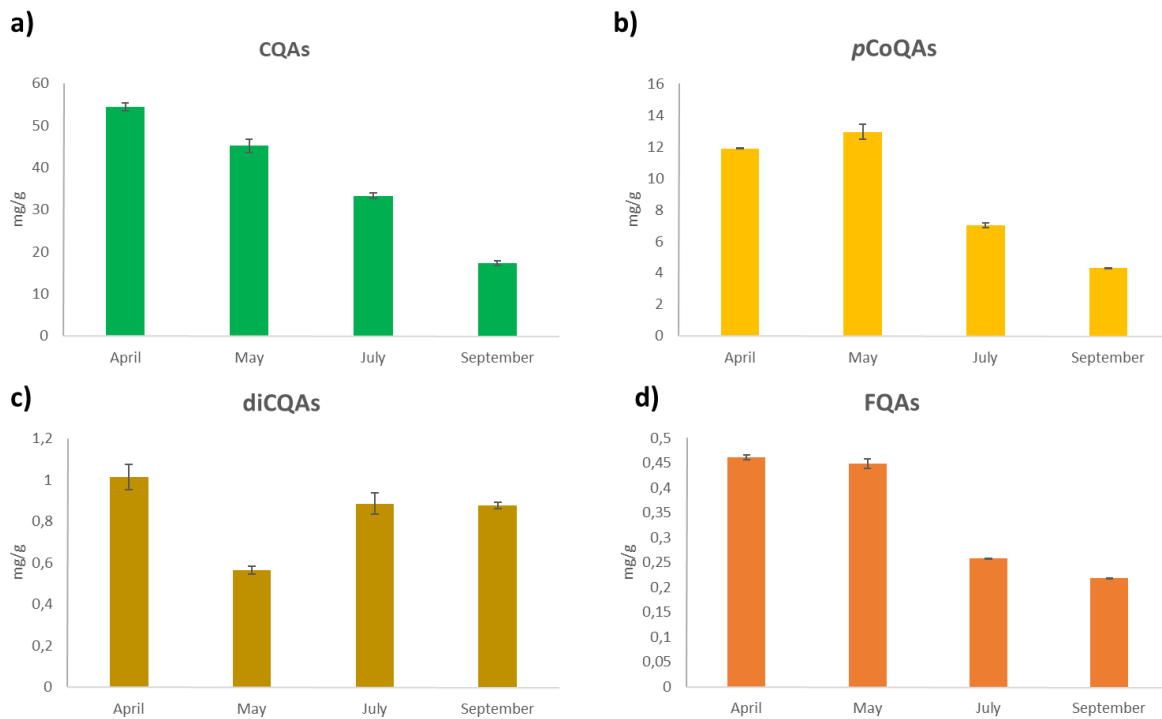 a)
CQAs
60
50
40
30
20
10
0
mg/g
April May July September
b)
pCoQAs
16
14
12
10
8
6
4
2
0
mg/g
April May July September
c)
diCQAs
1,2
1
0,8
0,6
0,4
0,2
0
mg/g
April May July September
d)
FQAs
0,5
0,45
0,4
0,35
0,3
0,25
0,2
0,15
0,1
0,05
0
mg/g
April May July September